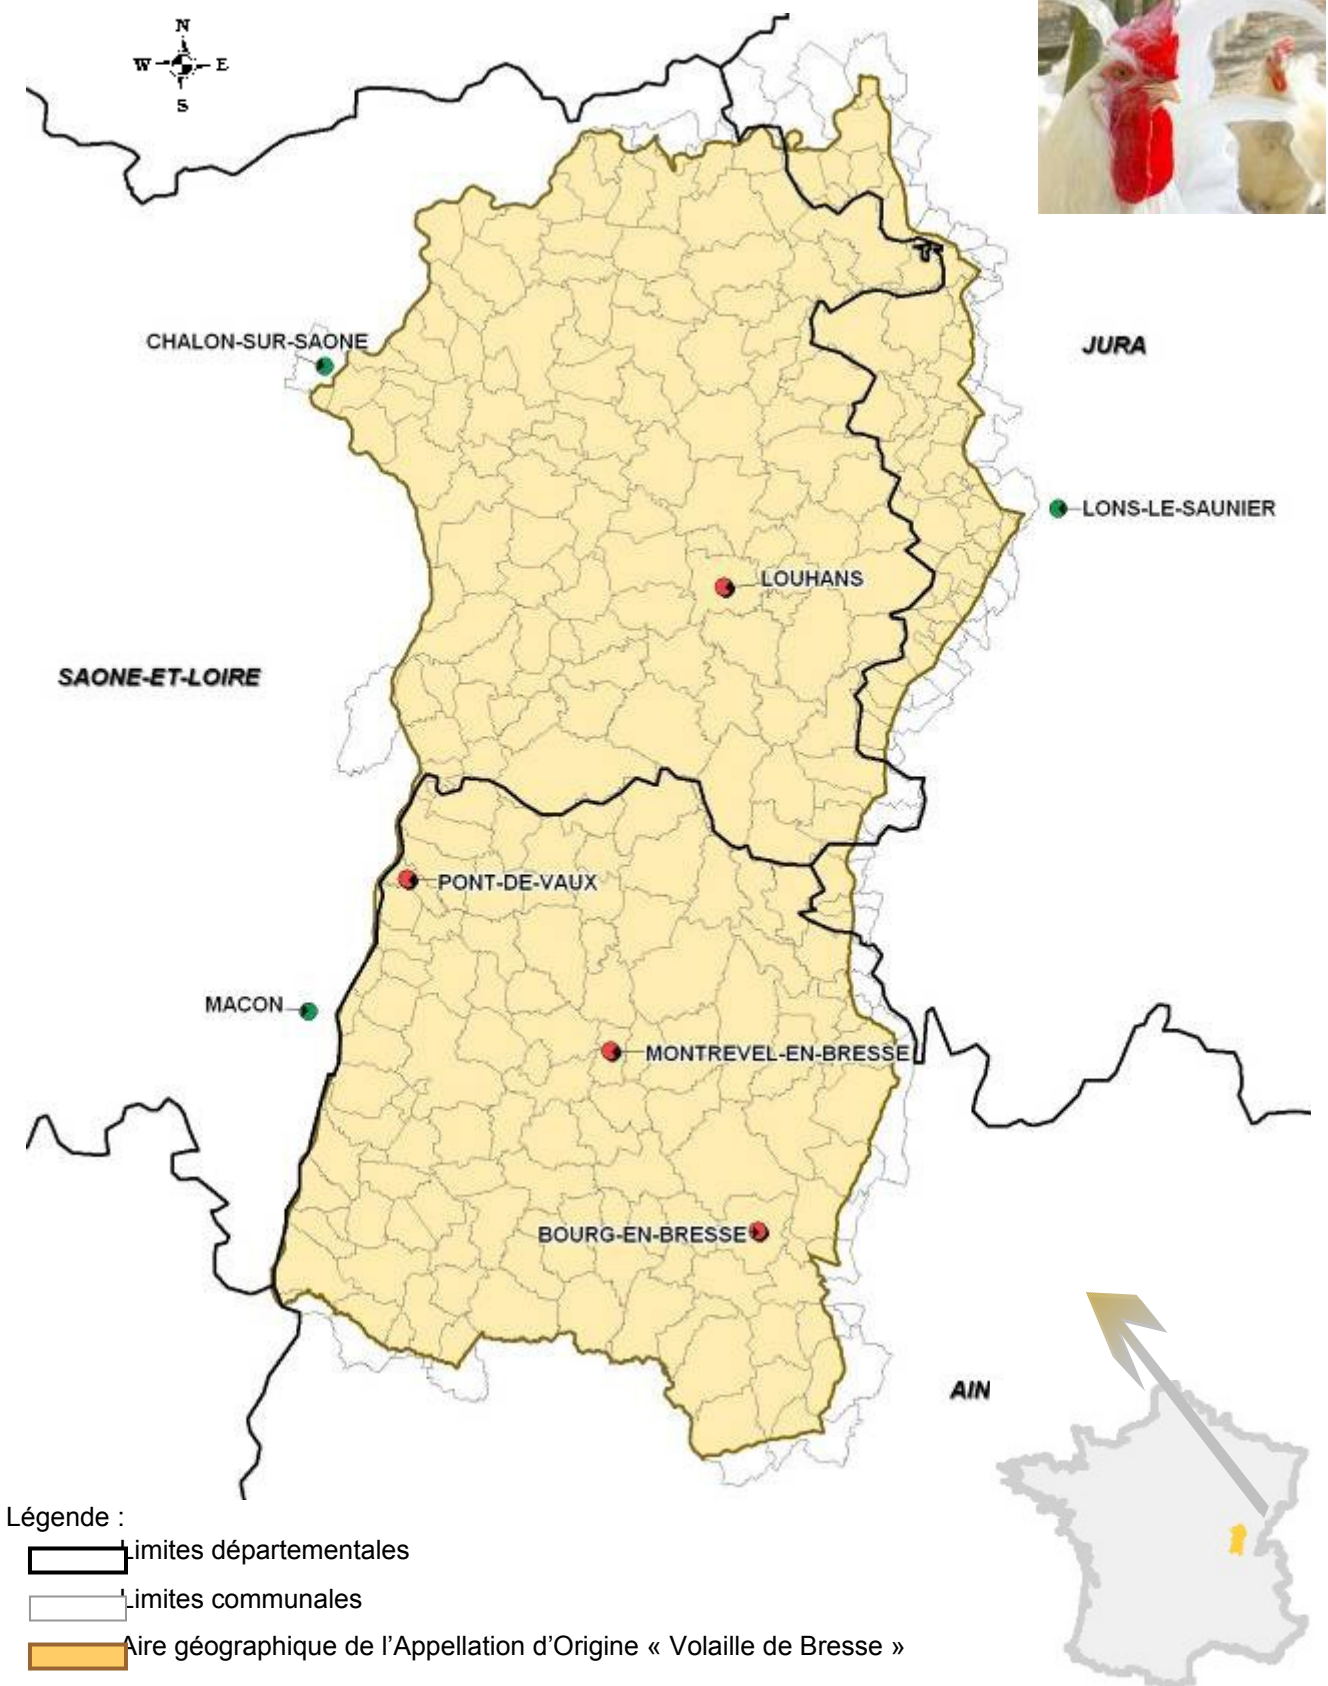 N
W E
S
CHALON-SUR-SAONE
JURA
LONS-LE-SAUNIER
LOUHANS
SAONE-ET-LOIRE
PONT-DE-VAUX
MACON
MONTREVEL-EN-BRESSE
BOURG-EN-BRESSE
AIN
Légende :
Limites départementales
Limites communales
Aire géographique de l’Appellation d’Origine « Volaille de Bresse »